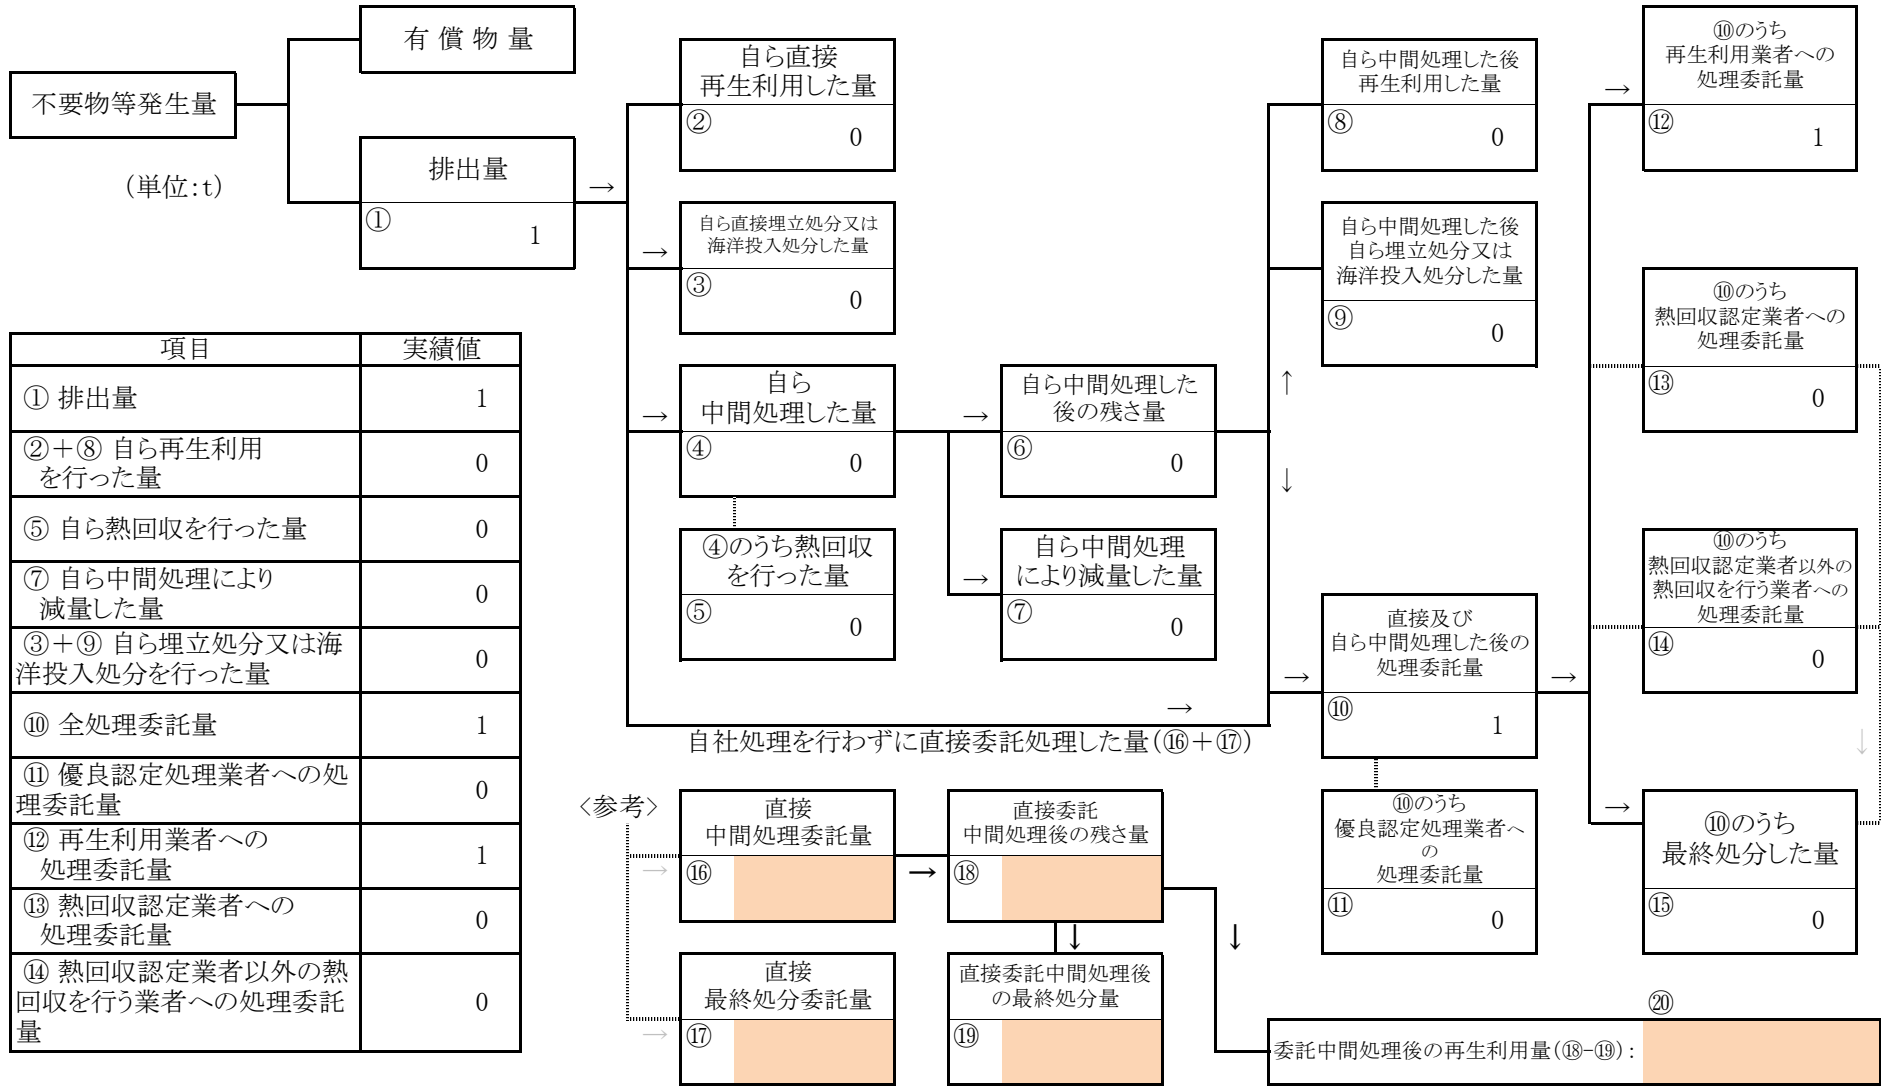 有 償 物 量
不要物等発生量
(単位:t)
排出量
①
1
→
自ら直接
再生利用した量
②
0
→
自ら直接埋立処分又は
海洋投入処分した量
③
0
→
自ら
中間処理した量
④
0
④のうち熱回収
を行った量
⑤
0
→
自ら中間処理した
後の残さ量
⑥
0
→
自ら中間処理
により減量した量
⑦
0
→
自社処理を行わずに直接委託処理した量(⑯+⑰)
自ら中間処理した後
再生利用した量
⑧
0
自ら中間処理した後
自ら埋立処分又は
海洋投入処分した量
⑨
0
↑
↓
→
直接及び
自ら中間処理した後の
処理委託量
⑩
1
→
⑩のうち
優良認定処理業者へ
の
処理委託量
⑪
0
→
⑩のうち
再生利用業者への
処理委託量
⑫
1
⑩のうち
熱回収認定業者への
処理委託量
⑬
0
⑩のうち
熱回収認定業者以外の
熱回収を行う業者への
処理委託量
⑭
0
↓
→
⑩のうち
最終処分した量
⑮
0
項目 実績値
① 排出量 1
②+⑧ 自ら再生利用
を行った量 0
⑤ 自ら熱回収を行った量 0
⑦ 自ら中間処理により
減量した量 0
③+⑨ 自ら埋立処分又は海
洋投入処分を行った量 0
⑩ 全処理委託量 1
⑪ 優良認定処理業者への処
理委託量 0
⑫ 再生利用業者への
処理委託量 1
⑬ 熱回収認定業者への
処理委託量 0
⑭ 熱回収認定業者以外の熱
回収を行う業者への処理委託
量 0
〈参考〉
→
直接
中間処理委託量
⑯
→
直接委託
中間処理後の残さ量
⑱
↓
↓
→
直接
最終処分委託量
⑰
直接委託中間処理後
の最終処分量
⑲
⑳
委託中間処理後の再生利用量(⑱-⑲):